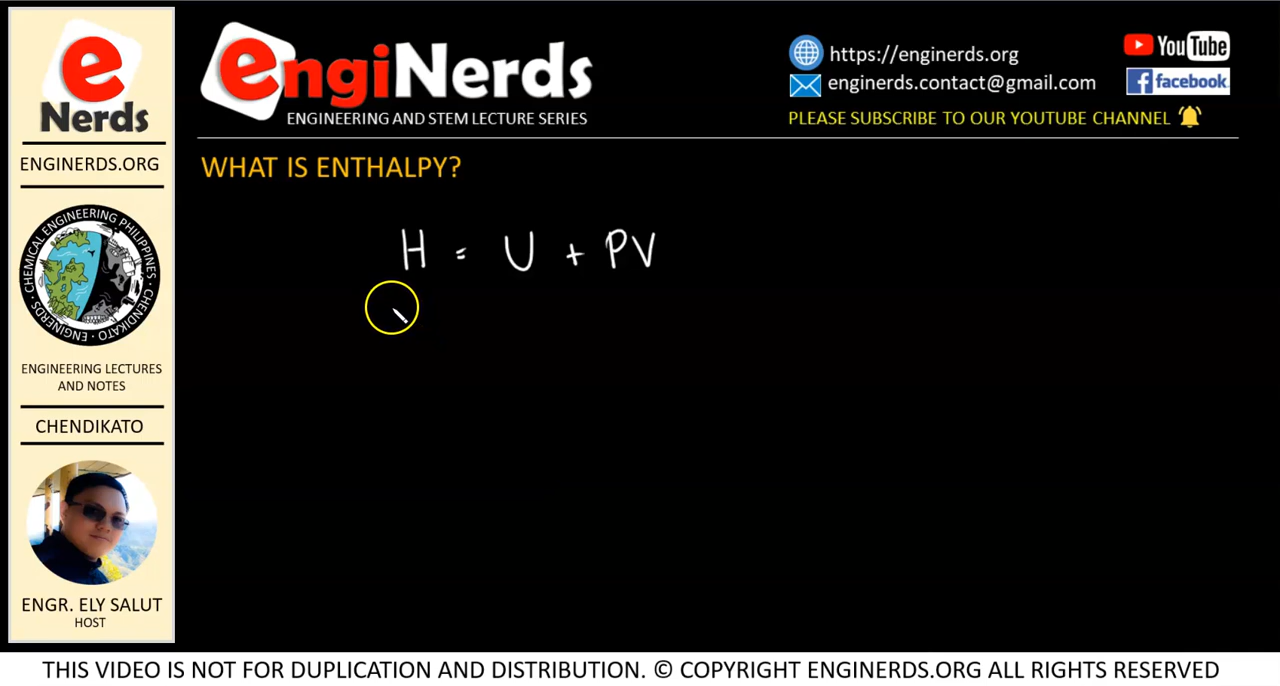 e
Nerds
ENGINERDS.ORG
CHEMICAL ENGINEERING PHILIPPINES • CHENDIKATO • ENGINERDS •
ENGINEERING LECTURES
AND NOTES
CHENDIKATO
ENGR. ELY SALUT
HOST
engiNerds
ENGINEERING AND STEM LECTURE SERIES
https://enginerds.org
enginerds.contact@gmail.com
YouTube
facebook
PLEASE SUBSCRIBE TO OUR YOUTUBE CHANNEL
WHAT IS ENTHALPY?
H = U + PV
THIS VIDEO IS NOT FOR DUPLICATION AND DISTRIBUTION. © COPYRIGHT ENGINERDS.ORG ALL RIGHTS RESERVED